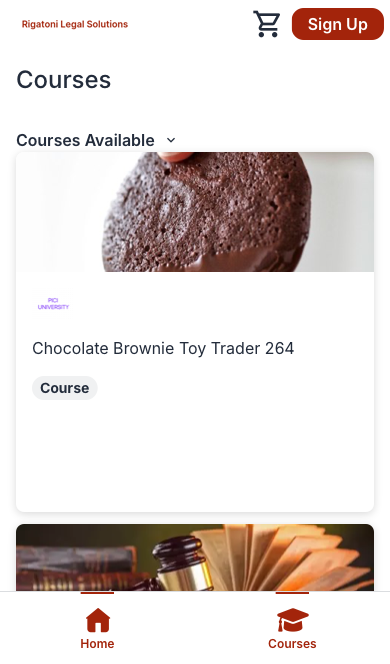 Rigatoni Legal Solutions
Sign Up
Courses
Courses Available
PICI
UNIVERSITY
Chocolate Brownie Toy Trader 264
Course
Home
Courses